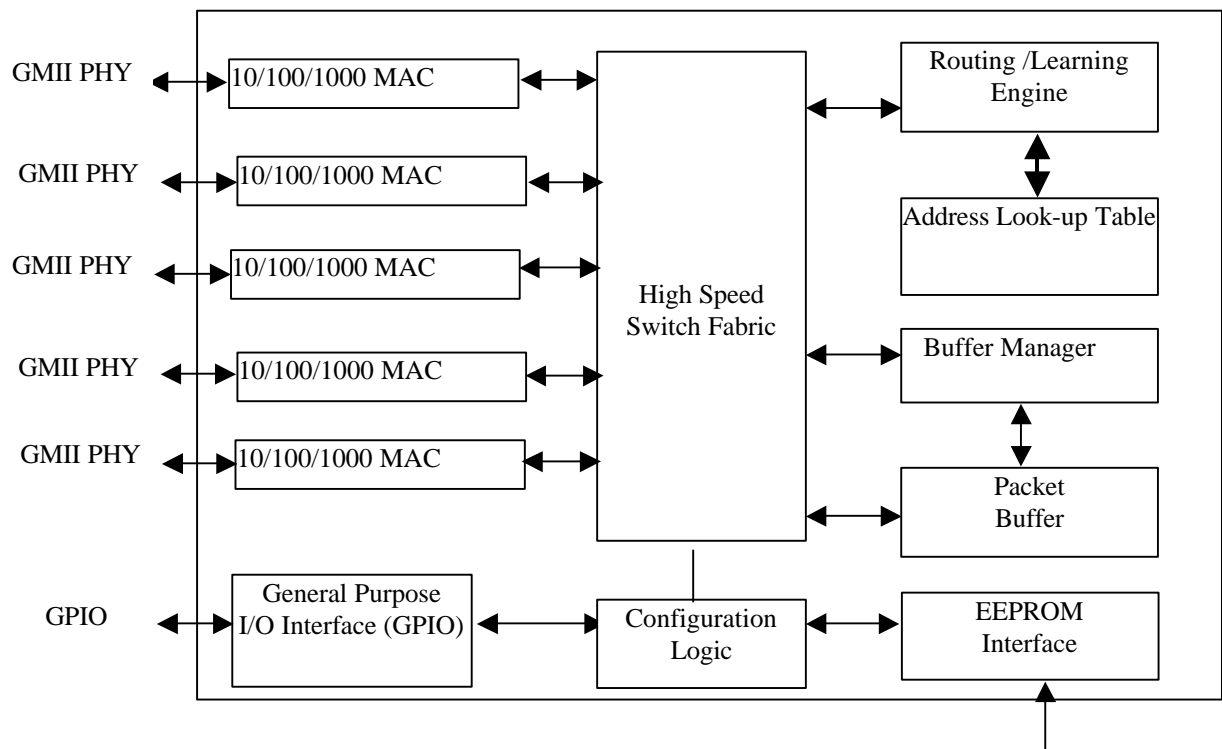 GMII PHY
10/100/1000 MAC
GMII PHY
10/100/1000 MAC
GMII PHY
10/100/1000 MAC
GMII PHY
10/100/1000 MAC
GMII PHY
10/100/1000 MAC
GPIO
General Purpose
I/O Interface (GPIO)
High Speed
Switch Fabric
Configuration
Logic
Routing /Learning
Engine
Address Look-up Table
Buffer Manager
Packet
Buffer
EEPROM
Interface